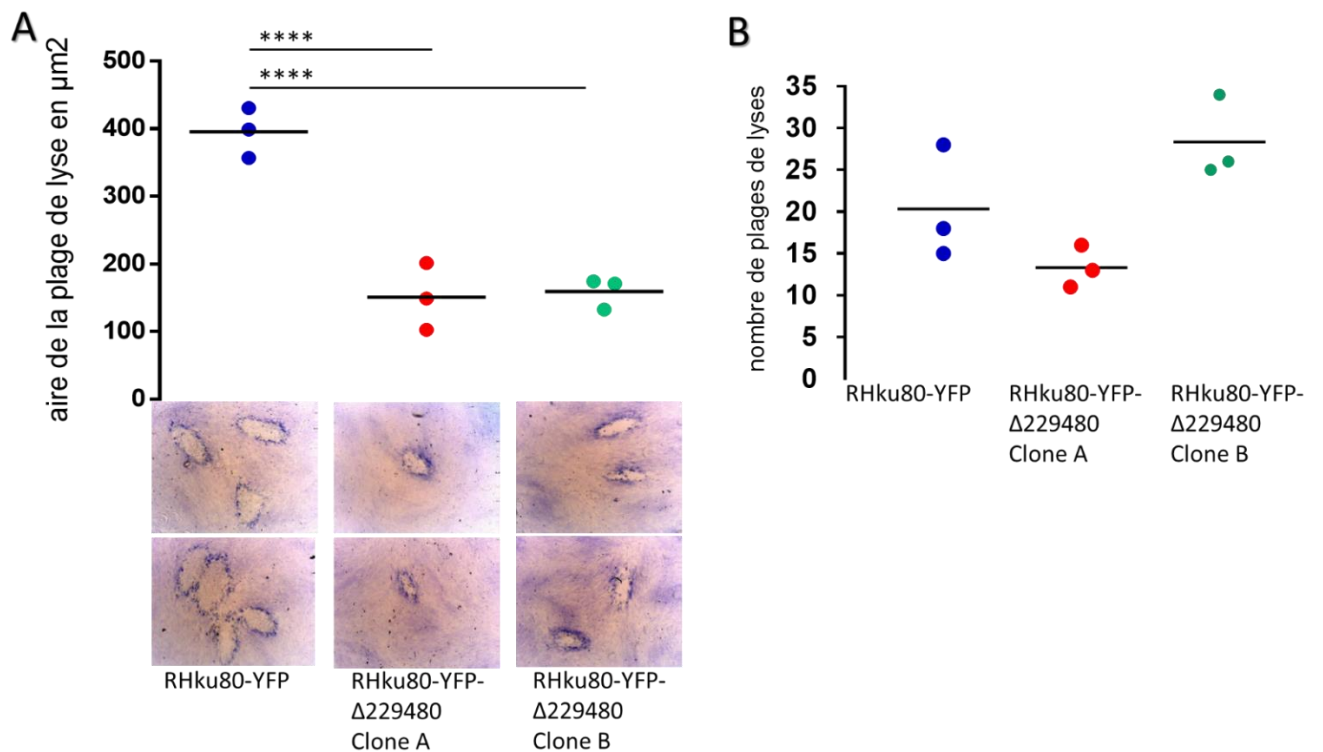 A
aire de la plage de lyse en µm2
****
****
500
400
300
200
100
0
RHku80-YFP
RHku80-YFP-
Δ229480
Clone A
RHku80-YFP-
Δ229480
Clone B
B
nombre de plages de lyses
35
30
25
20
15
10
5
0
RHku80-YFP
RHku80-YFP-
Δ229480
Clone A
RHku80-YFP-
Δ229480
Clone B